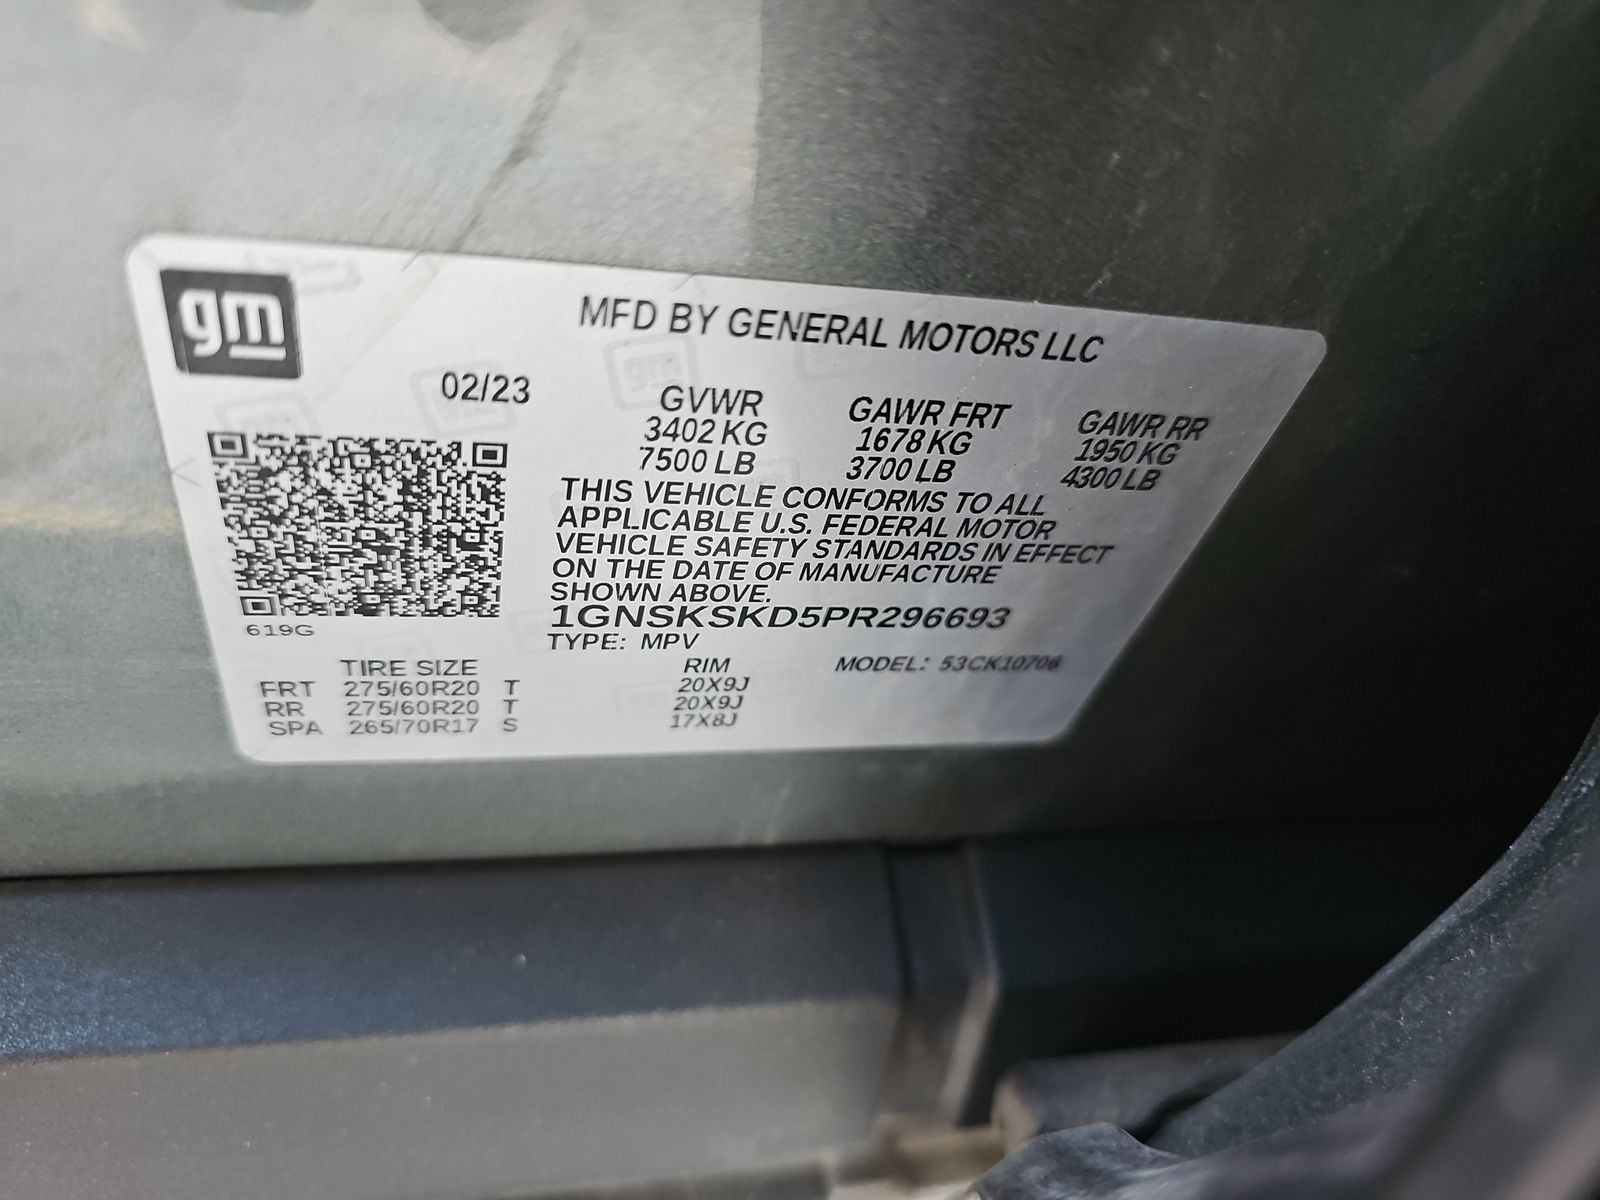 gm
MFD BY GENERAL MOTORS LLC
02/23
GVWR GAWR FRT GAWR RR
3402 KG 1678 KG 1950 KG
7500 LB 3700 LB 4300 LB
THIS VEHICLE CONFORMS TO ALL
APPLICABLE U.S. FEDERAL MOTOR
VEHICLE SAFETY STANDARDS IN EFFECT
ON THE DATE OF MANUFACTURE
SHOWN ABOVE.
1GNSKSKD5PR296693
619G
TYPE: MPV
TIRE SIZE RIM MODEL: 53CK10706
FRT 275/60R20 T 20X9J
RR 275/60R20 T 20X9J
SPA 265/70R17 S 17X8J